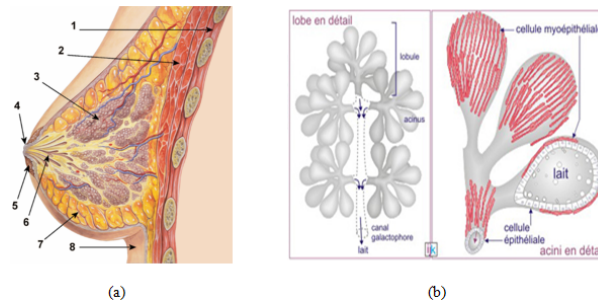 1
2
3
4
5
6
7
8
(a)
lobe en détail
lobule
acinus
canal
galactophore
lait
cellule myoépithéliale
lait
cellule
épithéliale
acini en déta
(b)